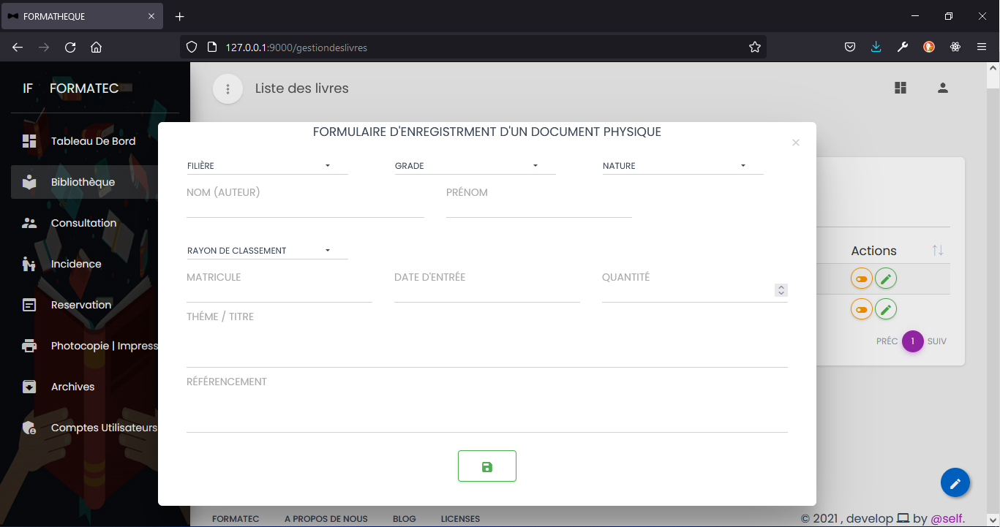 FORMATHEQUE
127.0.0.1:9000/gestiondeslivres
IF FORMATEC
Liste des livres
Tableau De Bord
Bibliothèque
Consultation
Incidence
Reservation
Photocopie | Impress
Archives
Comptes Utilisateurs
FORMULAIRE D'ENREGISTRMENT D'UN DOCUMENT PHYSIQUE
×
FILIÈRE GRADE NATURE
NOM (AUTEUR) PRÉNOM
RAYON DE CLASSEMENT
MATRICULE DATE D'ENTRÉE QUANTITÉ
THÉME / TITRE
RÉFÉRENCEMENT
Actions
PRÉC 1 SUIV
FORMATEC A PROPOS DE NOUS BLOG LICENSES
© 2021 , develop by @self.